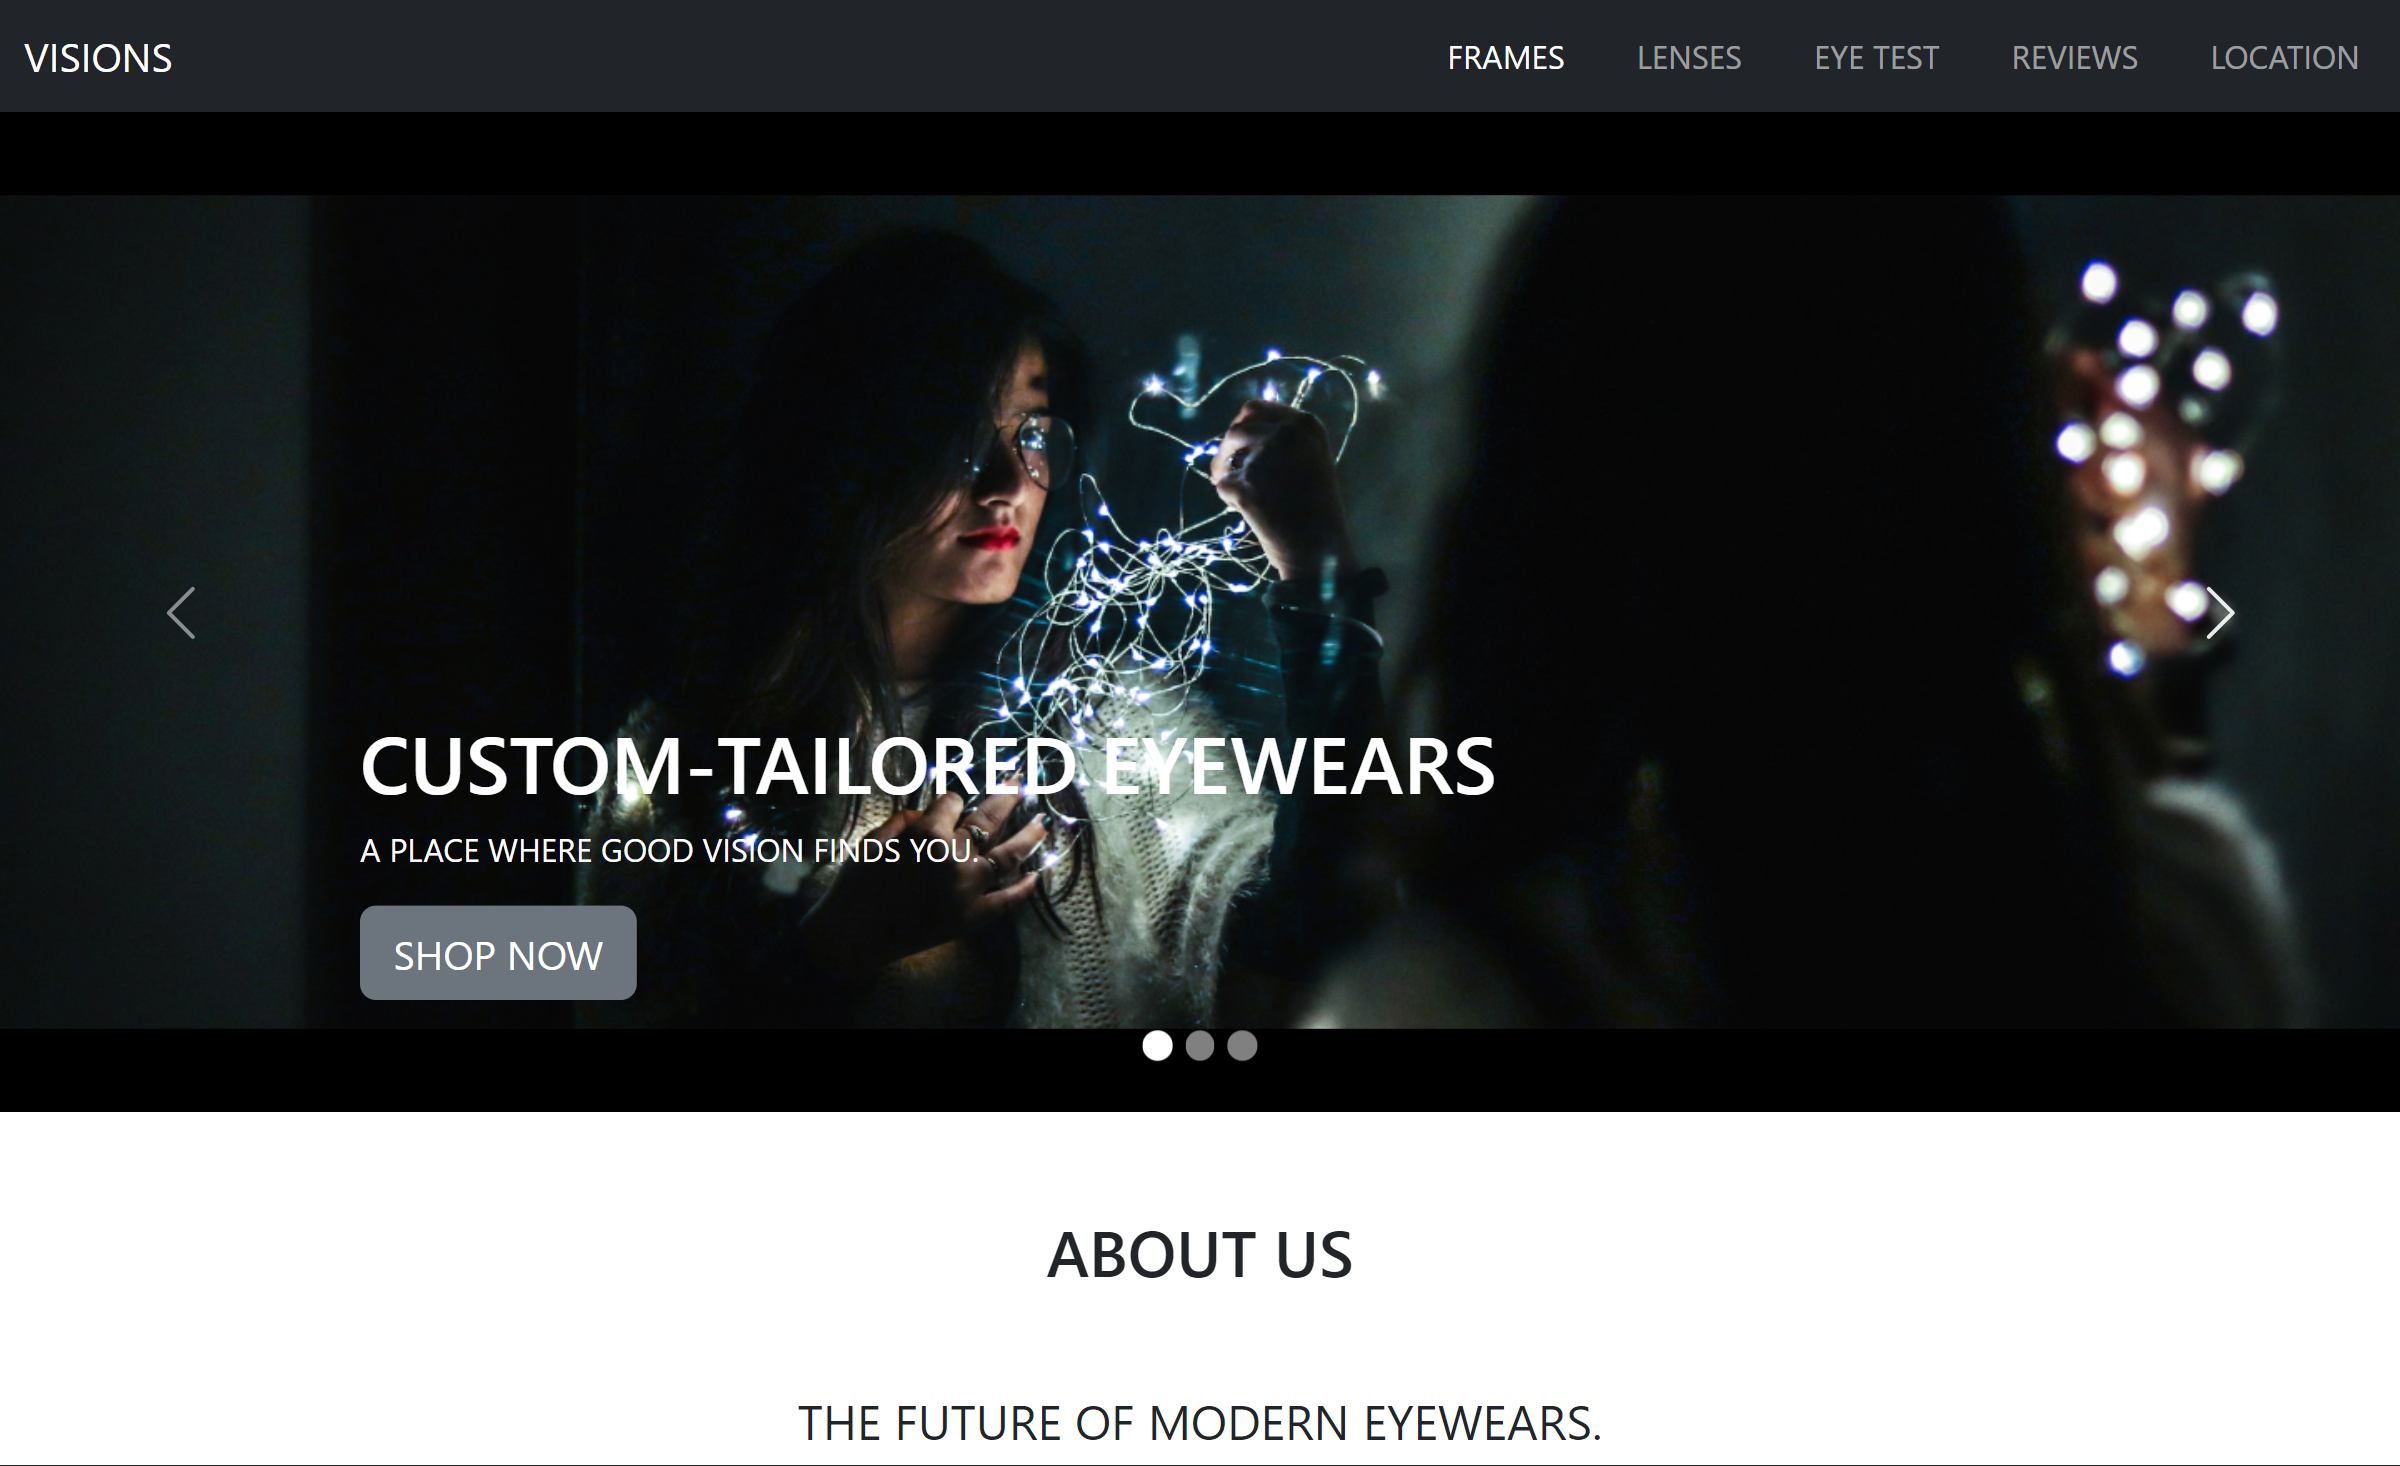 VISIONS
FRAMES LENSES EYE TEST REVIEWS LOCATION
CUSTOM-TAILORED EYEWEARS
A PLACE WHERE GOOD VISION FINDS YOU.
SHOP NOW
ABOUT US
THE FUTURE OF MODERN EYEWEARS.